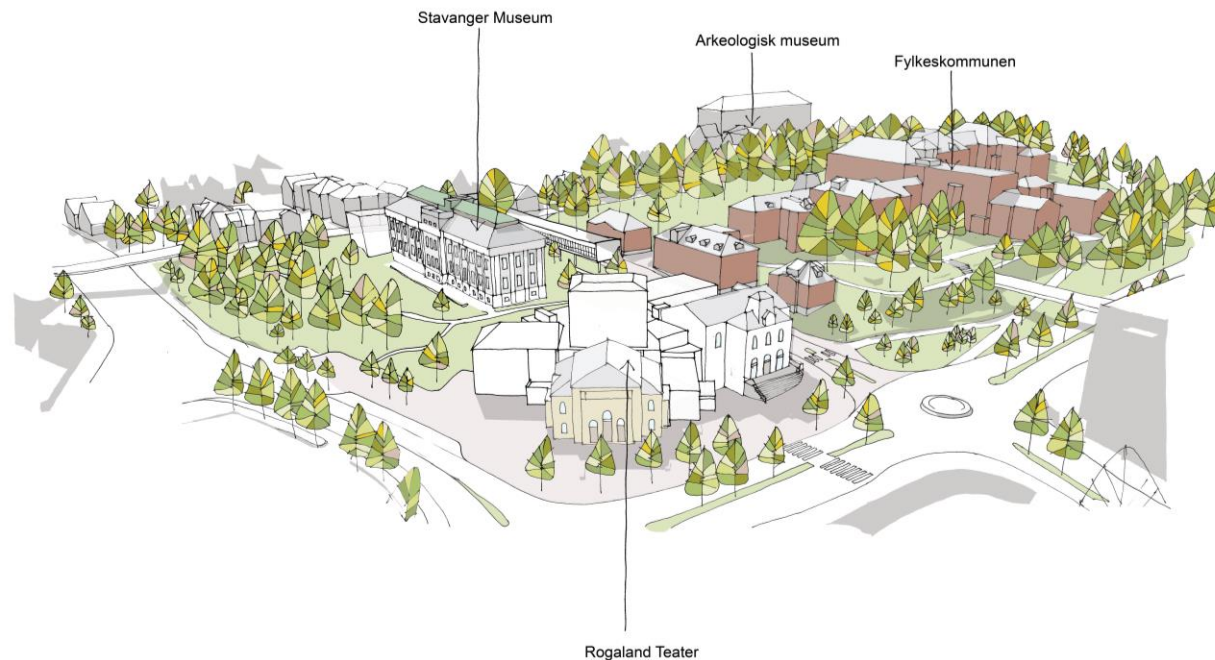 Stavanger Museum
Arkeologisk museum
Fylkeskommunen
Rogaland Teater